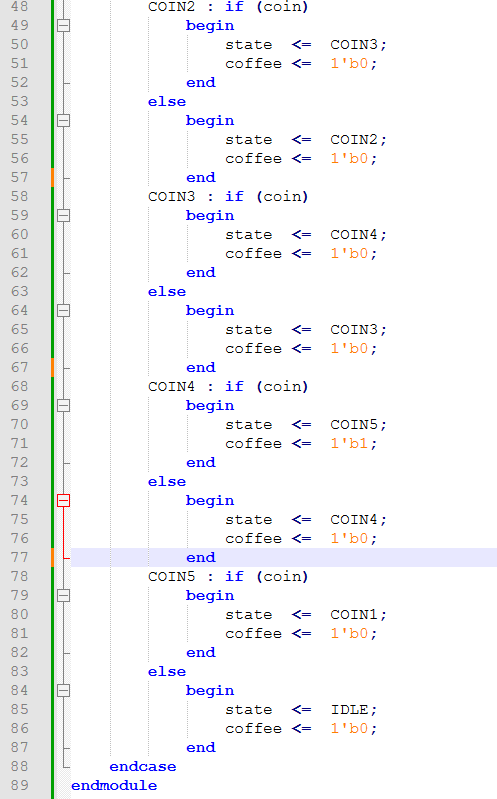 48 COIN2 : if (coin)
49 begin
50 state <= COIN3;
51 coffee <= 1'b0;
52 end
53 else
54 begin
55 state <= COIN2;
56 coffee <= 1'b0;
57 end
58 COIN3 : if (coin)
59 begin
60 state <= COIN4;
61 coffee <= 1'b0;
62 end
63 else
64 begin
65 state <= COIN3;
66 coffee <= 1'b0;
67 end
68 COIN4 : if (coin)
69 begin
70 state <= COIN5;
71 coffee <= 1'b1;
72 end
73 else
74 begin
75 state <= COIN4;
76 coffee <= 1'b0;
77 end
78 COIN5 : if (coin)
79 begin
80 state <= COIN1;
81 coffee <= 1'b0;
82 end
83 else
84 begin
85 state <= IDLE;
86 coffee <= 1'b0;
87 end
88 endcase
89 endmodule